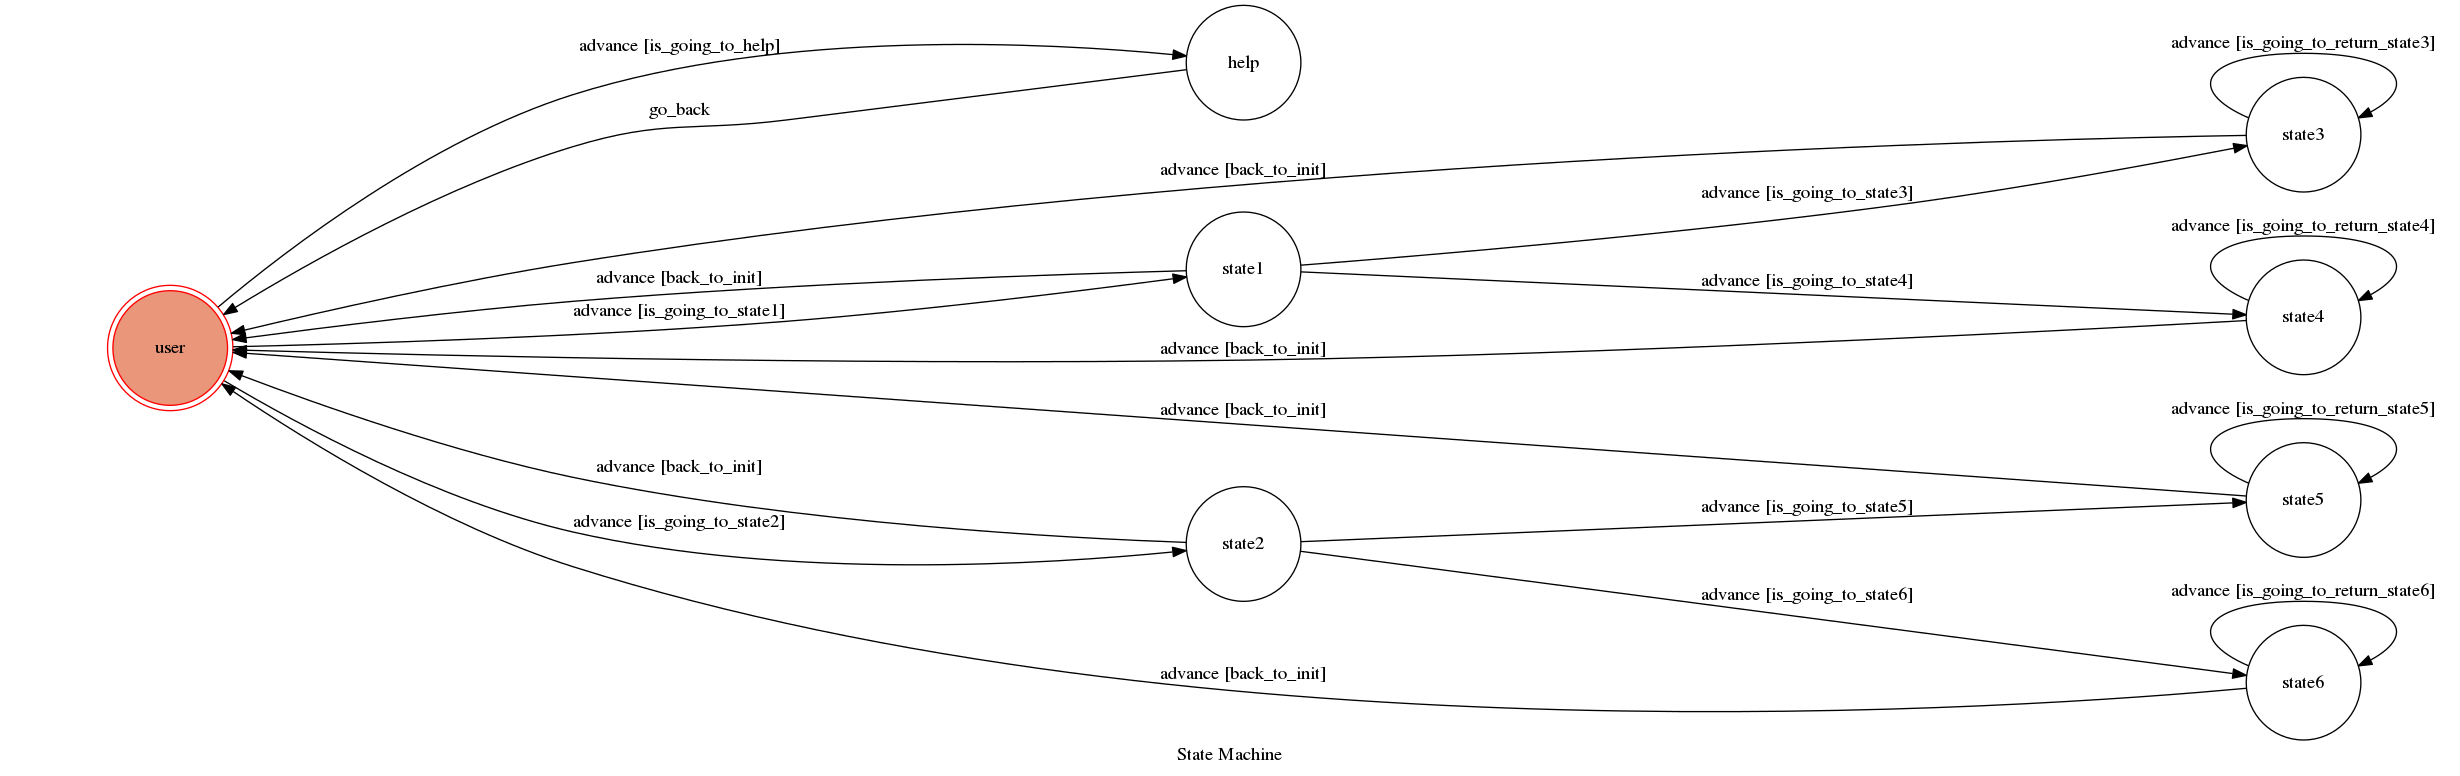 advance [is_going_to_help]
help
advance [is_going_to_return_state3]
go_back
state3
advance [back_to_init]
advance [is_going_to_state3]
advance [is_going_to_return_state4]
state1
advance [back_to_init]
advance [is_going_to_state4]
advance [is_going_to_state1]
state4
user
advance [back_to_init]
advance [back_to_init]
advance [is_going_to_return_state5]
advance [back_to_init]
state5
advance [is_going_to_state5]
advance [is_going_to_state2]
state2
advance [is_going_to_return_state6]
advance [is_going_to_state6]
advance [back_to_init]
state6
State Machine